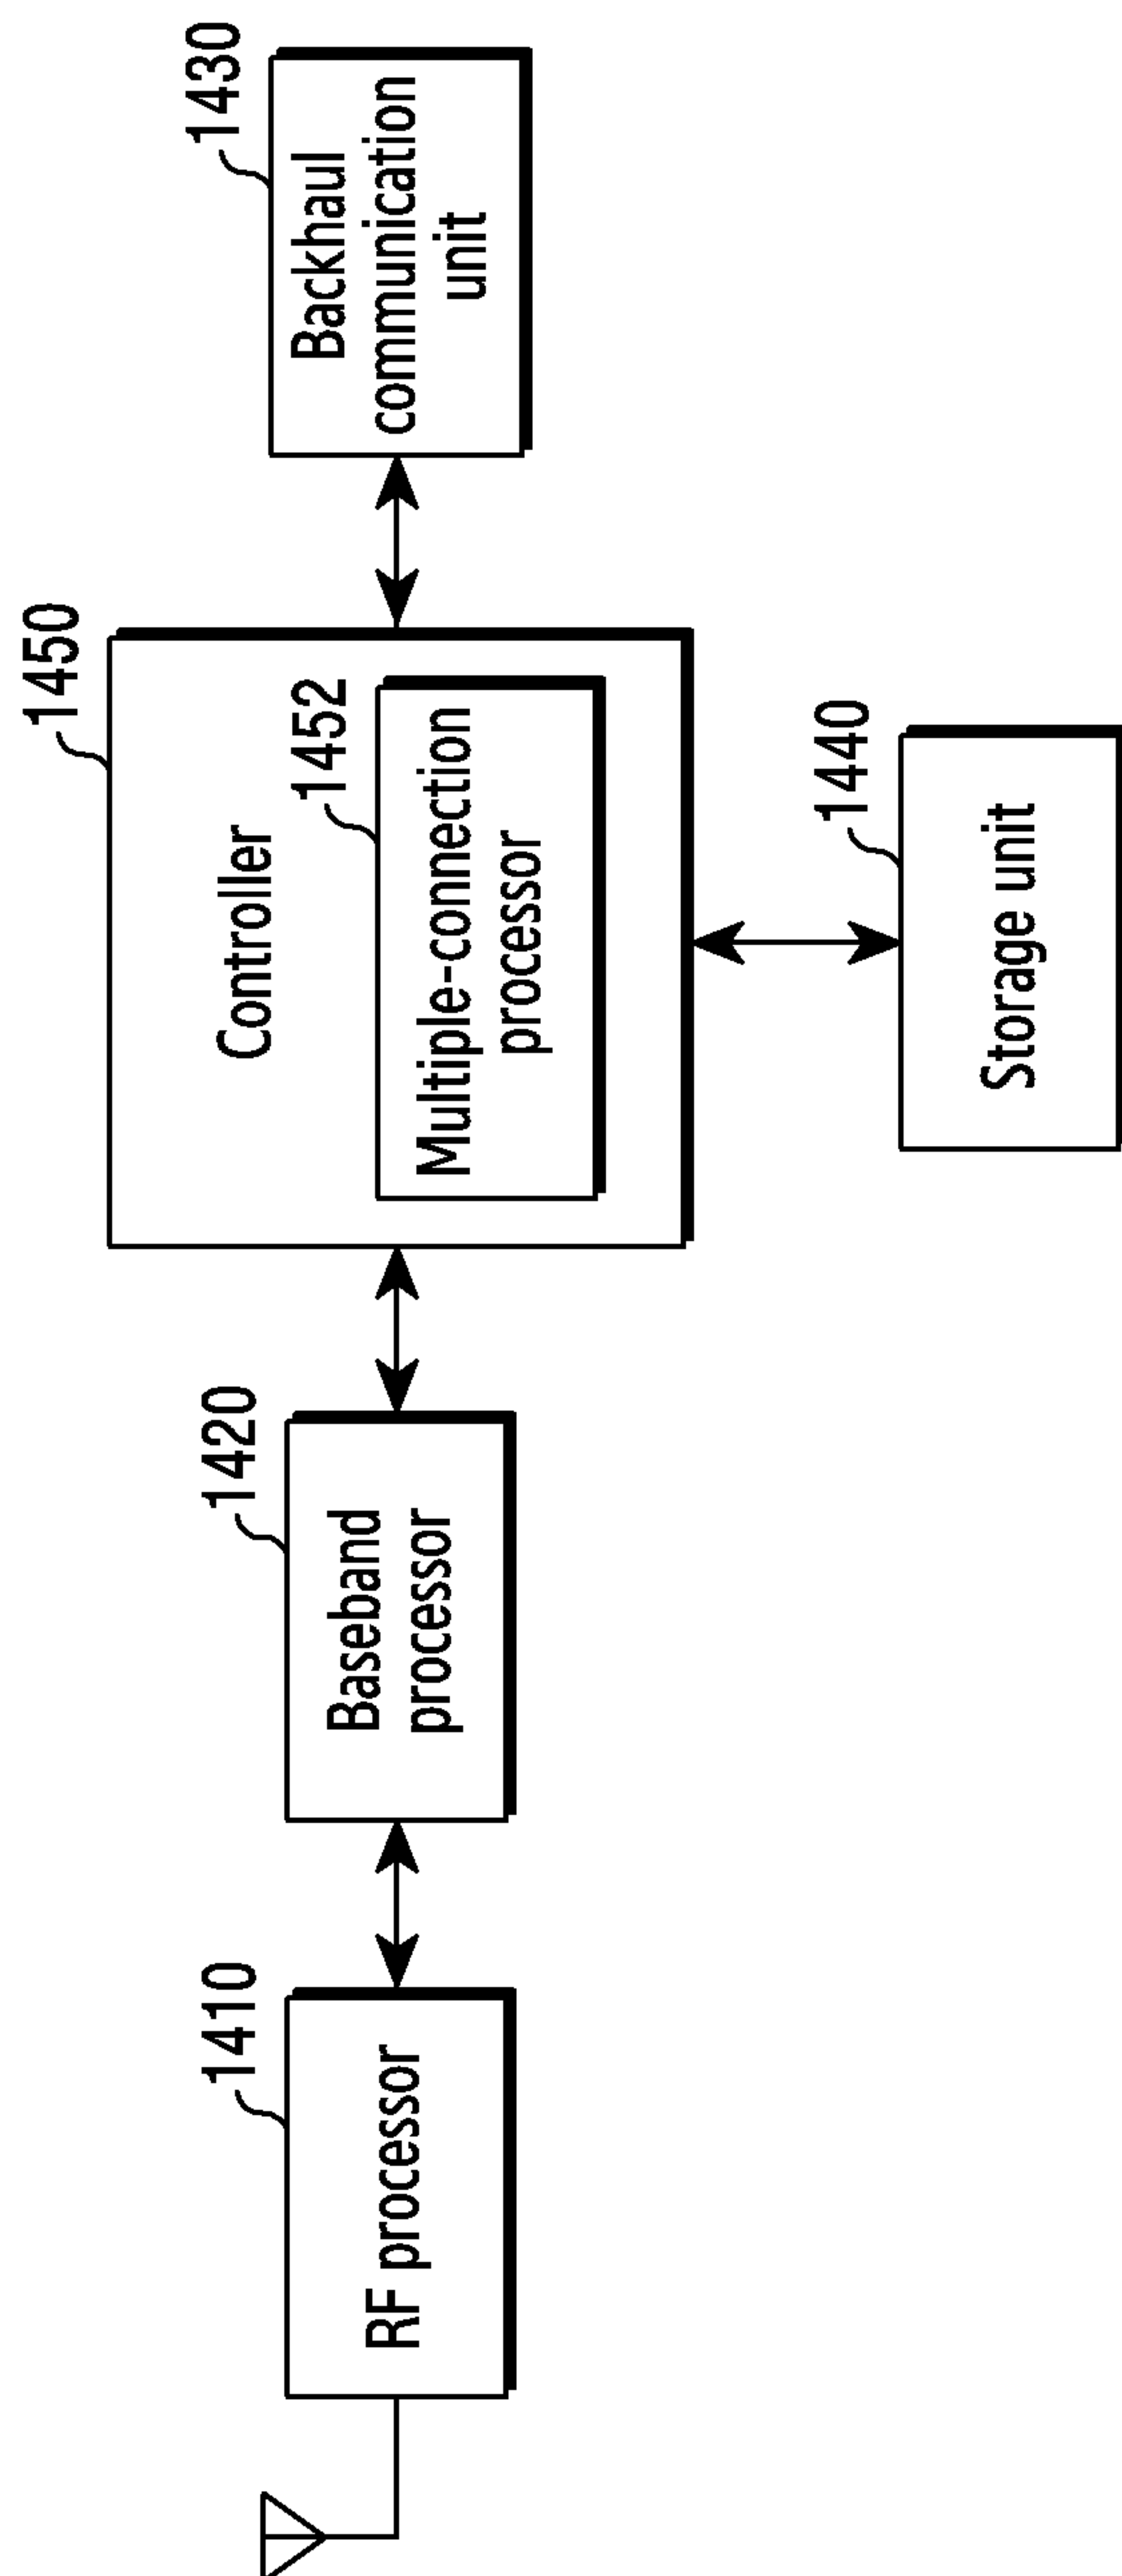 1410
RF processor
1420
Baseband
processor
1450
Controller
1452
Multiple-connection
processor
1430
Backhaul
communication
unit
1440
Storage unit